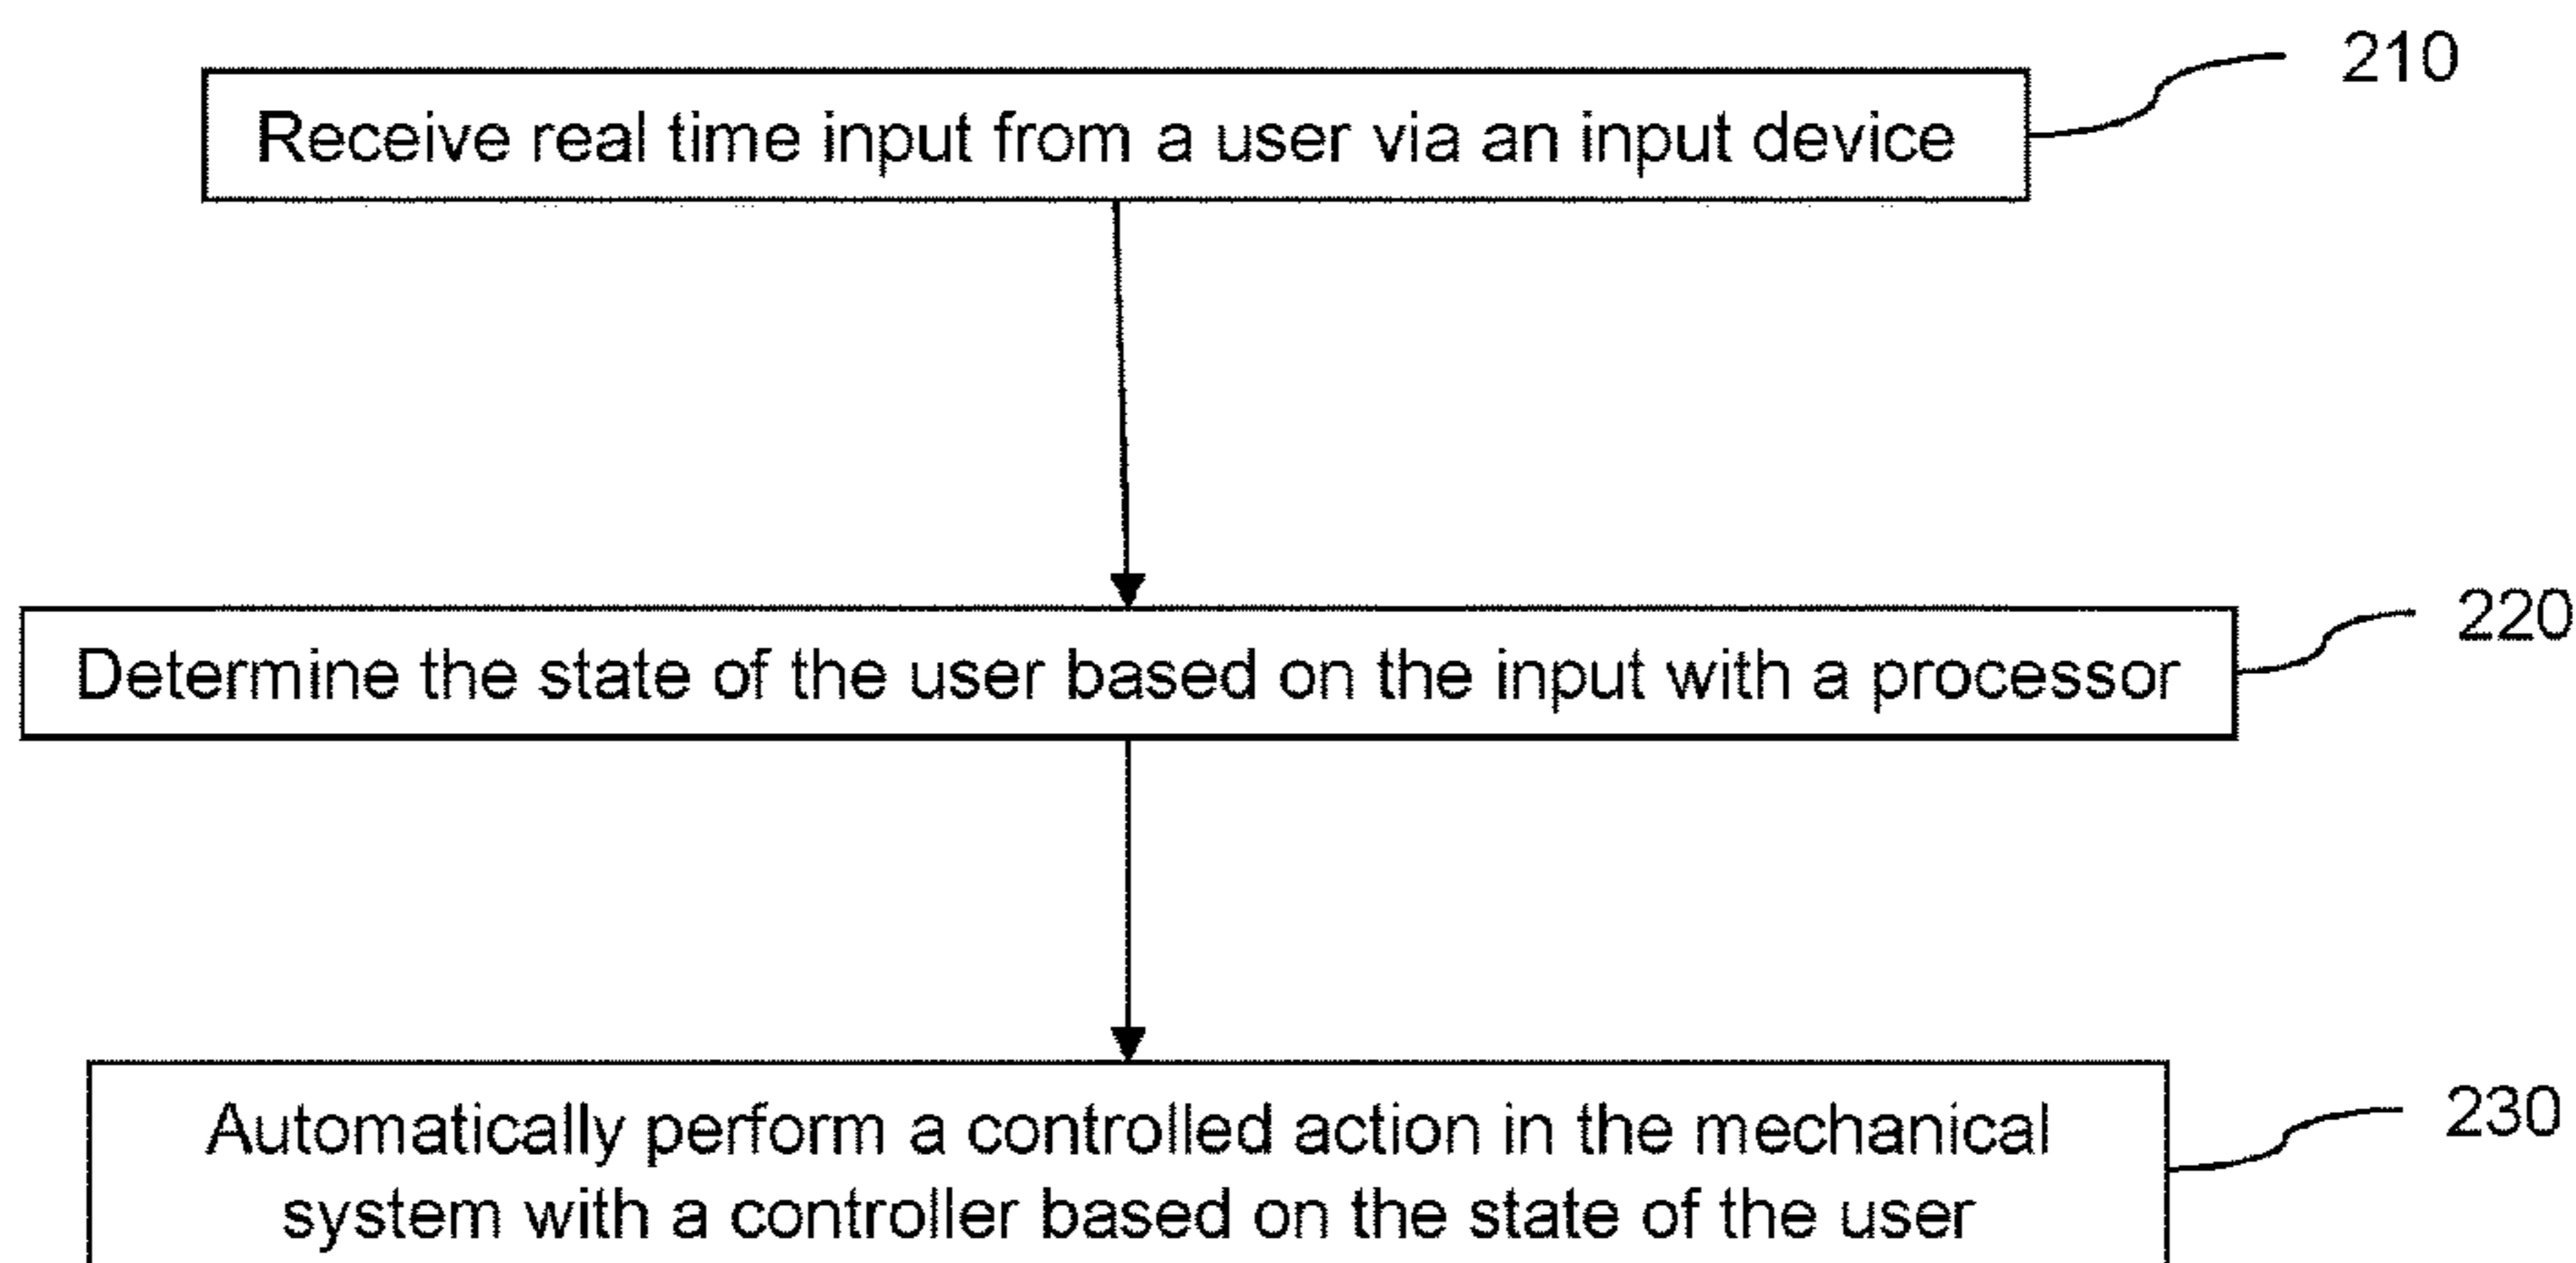 210
Receive real time input from a user via an input device
220
Determine the state of the user based on the input with a processor
230
Automatically perform a controlled action in the mechanical
system with a controller based on the state of the user